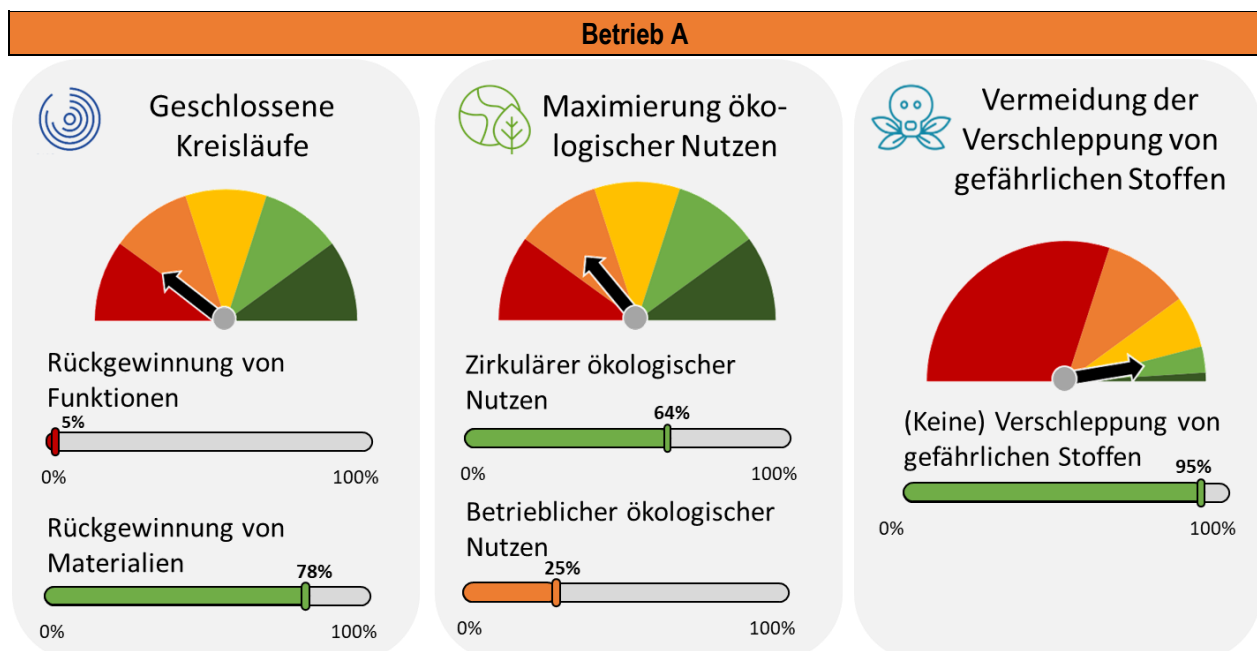 Betrieb A
Geschlossene
Kreisläufe
Rückgewinnung von
Funktionen
5%
0%
100%
Rückgewinnung von
Materialien
78%
0%
100%
Maximierung öko-
logischer Nutzen
Zirkulärer ökologischer
Nutzen
64%
0%
100%
Betrieblicher ökologischer
Nutzen
25%
0%
100%
Vermeidung der
Verschleppung von
gefährlichen Stoffen
(Keine) Verschleppung von
gefährlichen Stoffen
95%
0%
100%